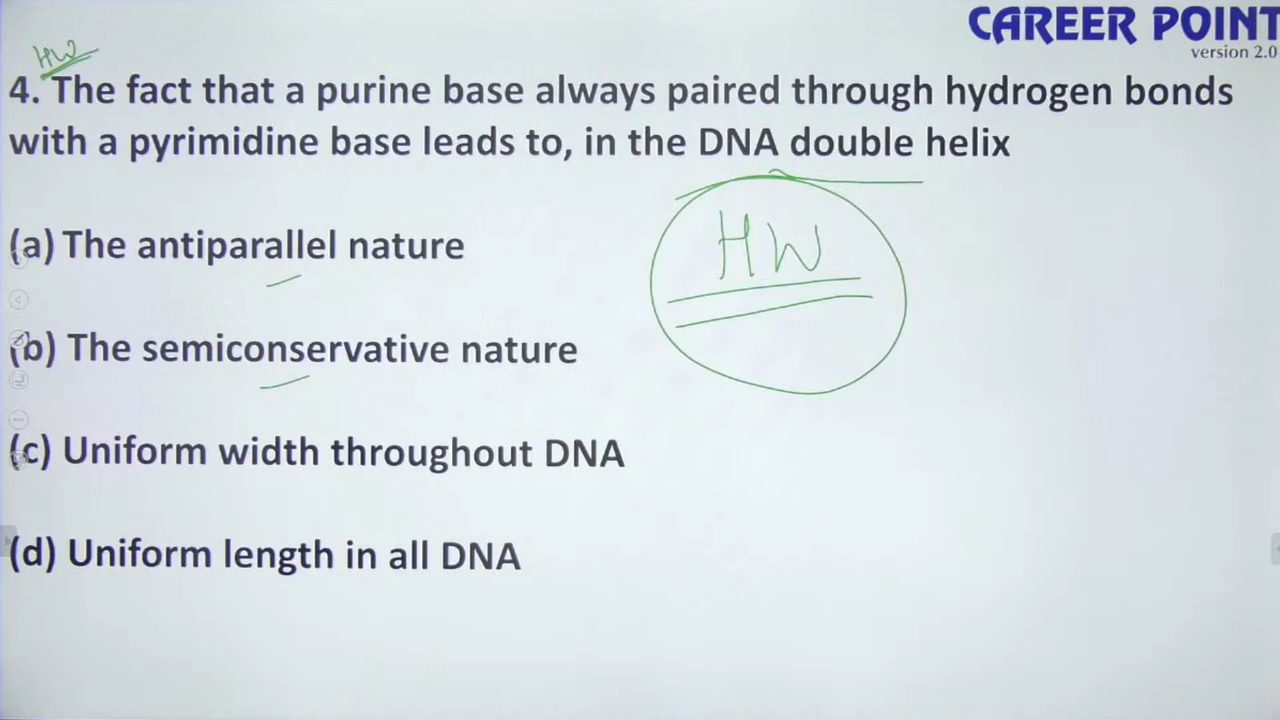 CAREER POINT
version 2.0
HW
4. The fact that a purine base always paired through hydrogen bonds
with a pyrimidine base leads to, in the DNA double helix
HW
(a) The antiparallel nature
(b) The semiconservative nature
(c) Uniform width throughout DNA
(d) Uniform length in all DNA